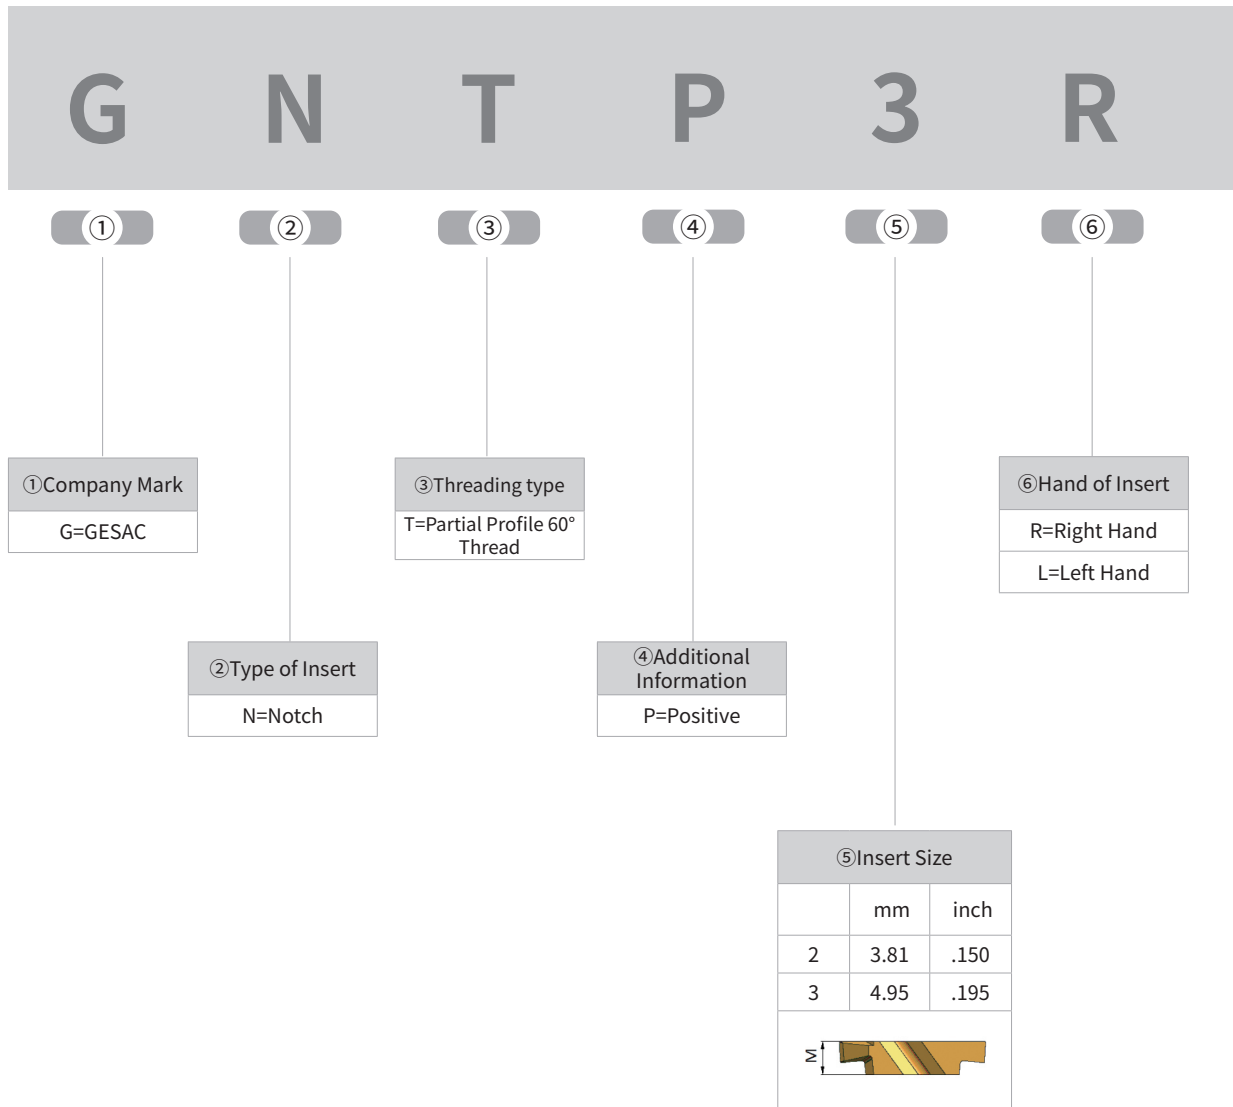 G N T P 3 R
① ② ③ ④ ⑤ ⑥
①Company Mark
G=GESAC
②Type of Insert
N=Notch
③Threading type
T=Partial Profile 60°
Thread
④Additional
Information
P=Positive
⑤Insert Size
mm inch
2 3.81 .150
3 4.95 .195
M
⑥Hand of Insert
R=Right Hand
L=Left Hand